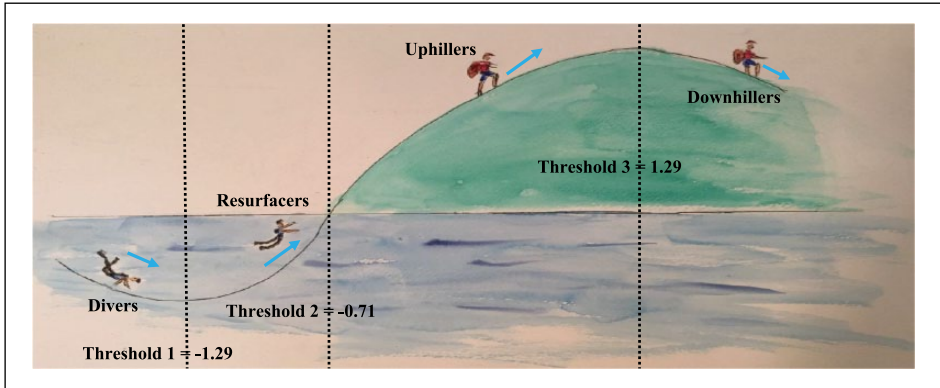 Uphillers
Downhillers
Threshold 3 = 1.29
Resurfacers
Divers
Threshold 2 = -0.71
Threshold 1 = -1.29